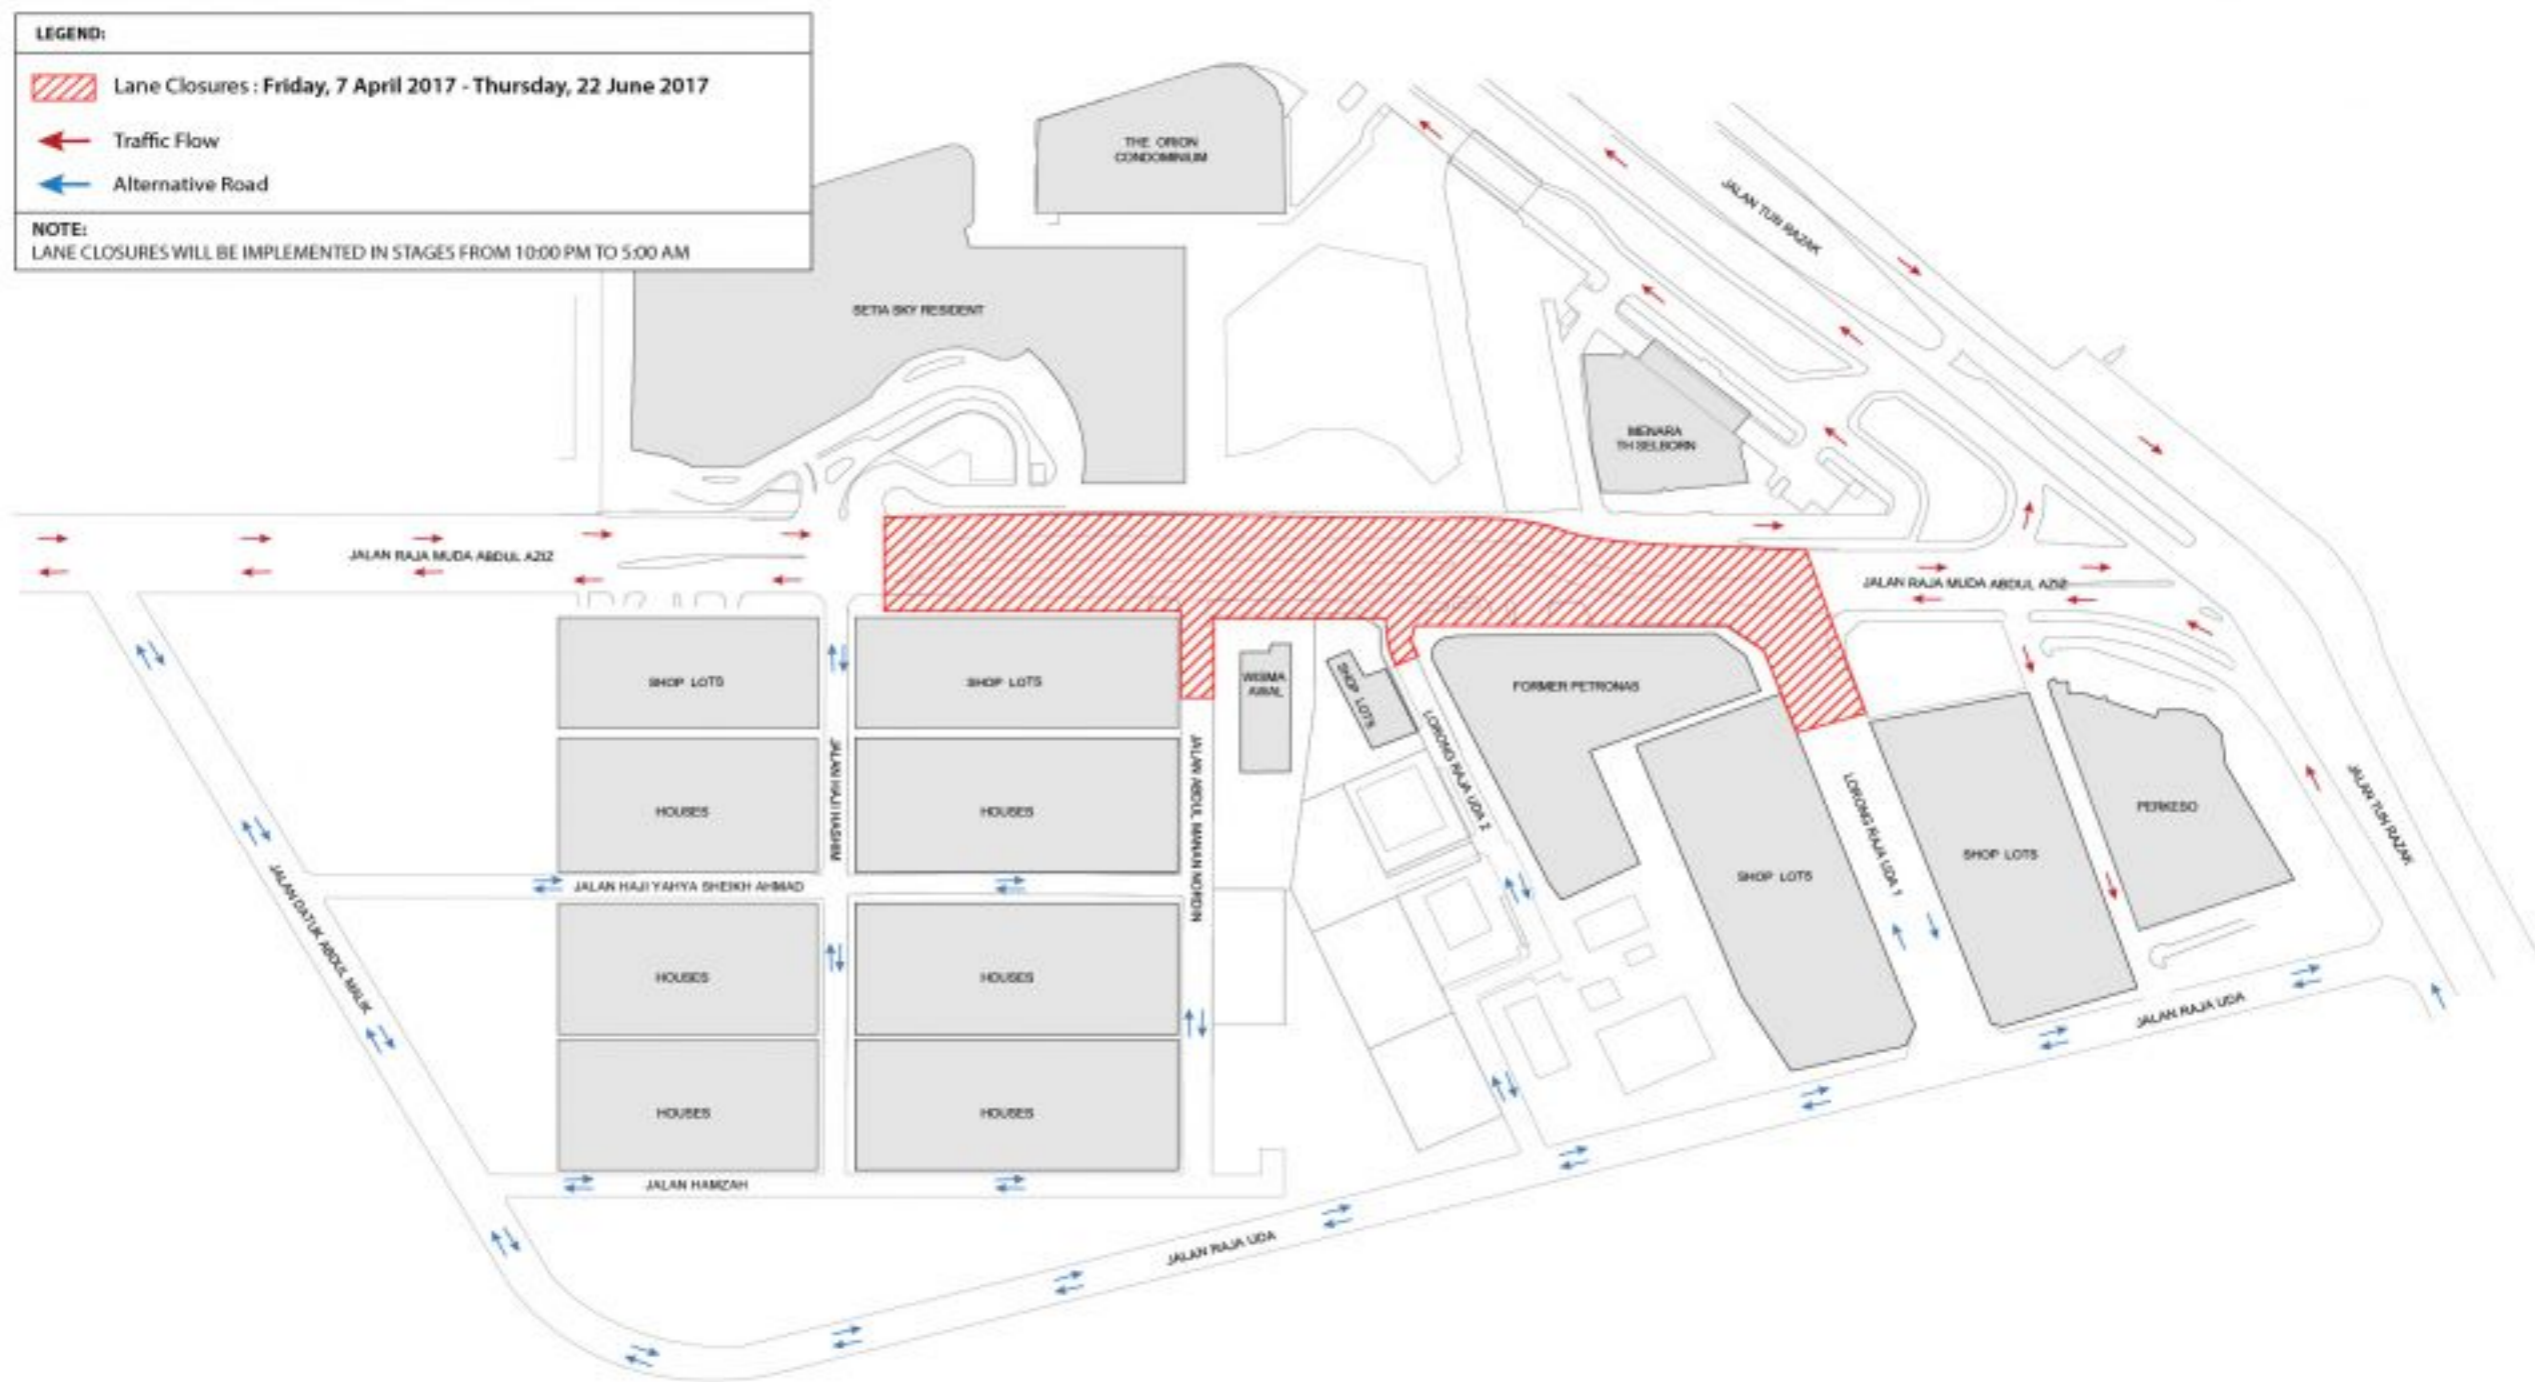 LEGEND:
Lane Closures : Friday, 7 April 2017 - Thursday, 22 June 2017
Traffic Flow
Alternative Road
NOTE:
LANE CLOSURES WILL BE IMPLEMENTED IN STAGES FROM 10:00 PM TO 5:00 AM
THE ORION
CONDOMINIUM
JALAN TUN RAZAK
SETIA SKY RESIDENT
MENARA
TH SELBORN
JALAN RAJA MUDA ABDUL AZIZ
JALAN RAJA MUDA ABDUL AZIZ
SHOP LOTS
SHOP LOTS
WISMA
AWAL
SHOP LOTS
FORMER PETRONAS
LORONG RAJA UDA 2
JALAN HAJI HASHIM
JALAN ABDUL MANAN NORDIN
LORONG RAJA UDA 1
JALAN TUN RAZAK
HOUSES
HOUSES
PERKESO
SHOP LOTS
SHOP LOTS
JALAN HAJI YAHYA SHEIKH AHMAD
JALAN DATUK ABDUL MALIK
HOUSES
HOUSES
JALAN RAJA UDA
HOUSES
HOUSES
JALAN HAMZAH
JALAN RAJA UDA